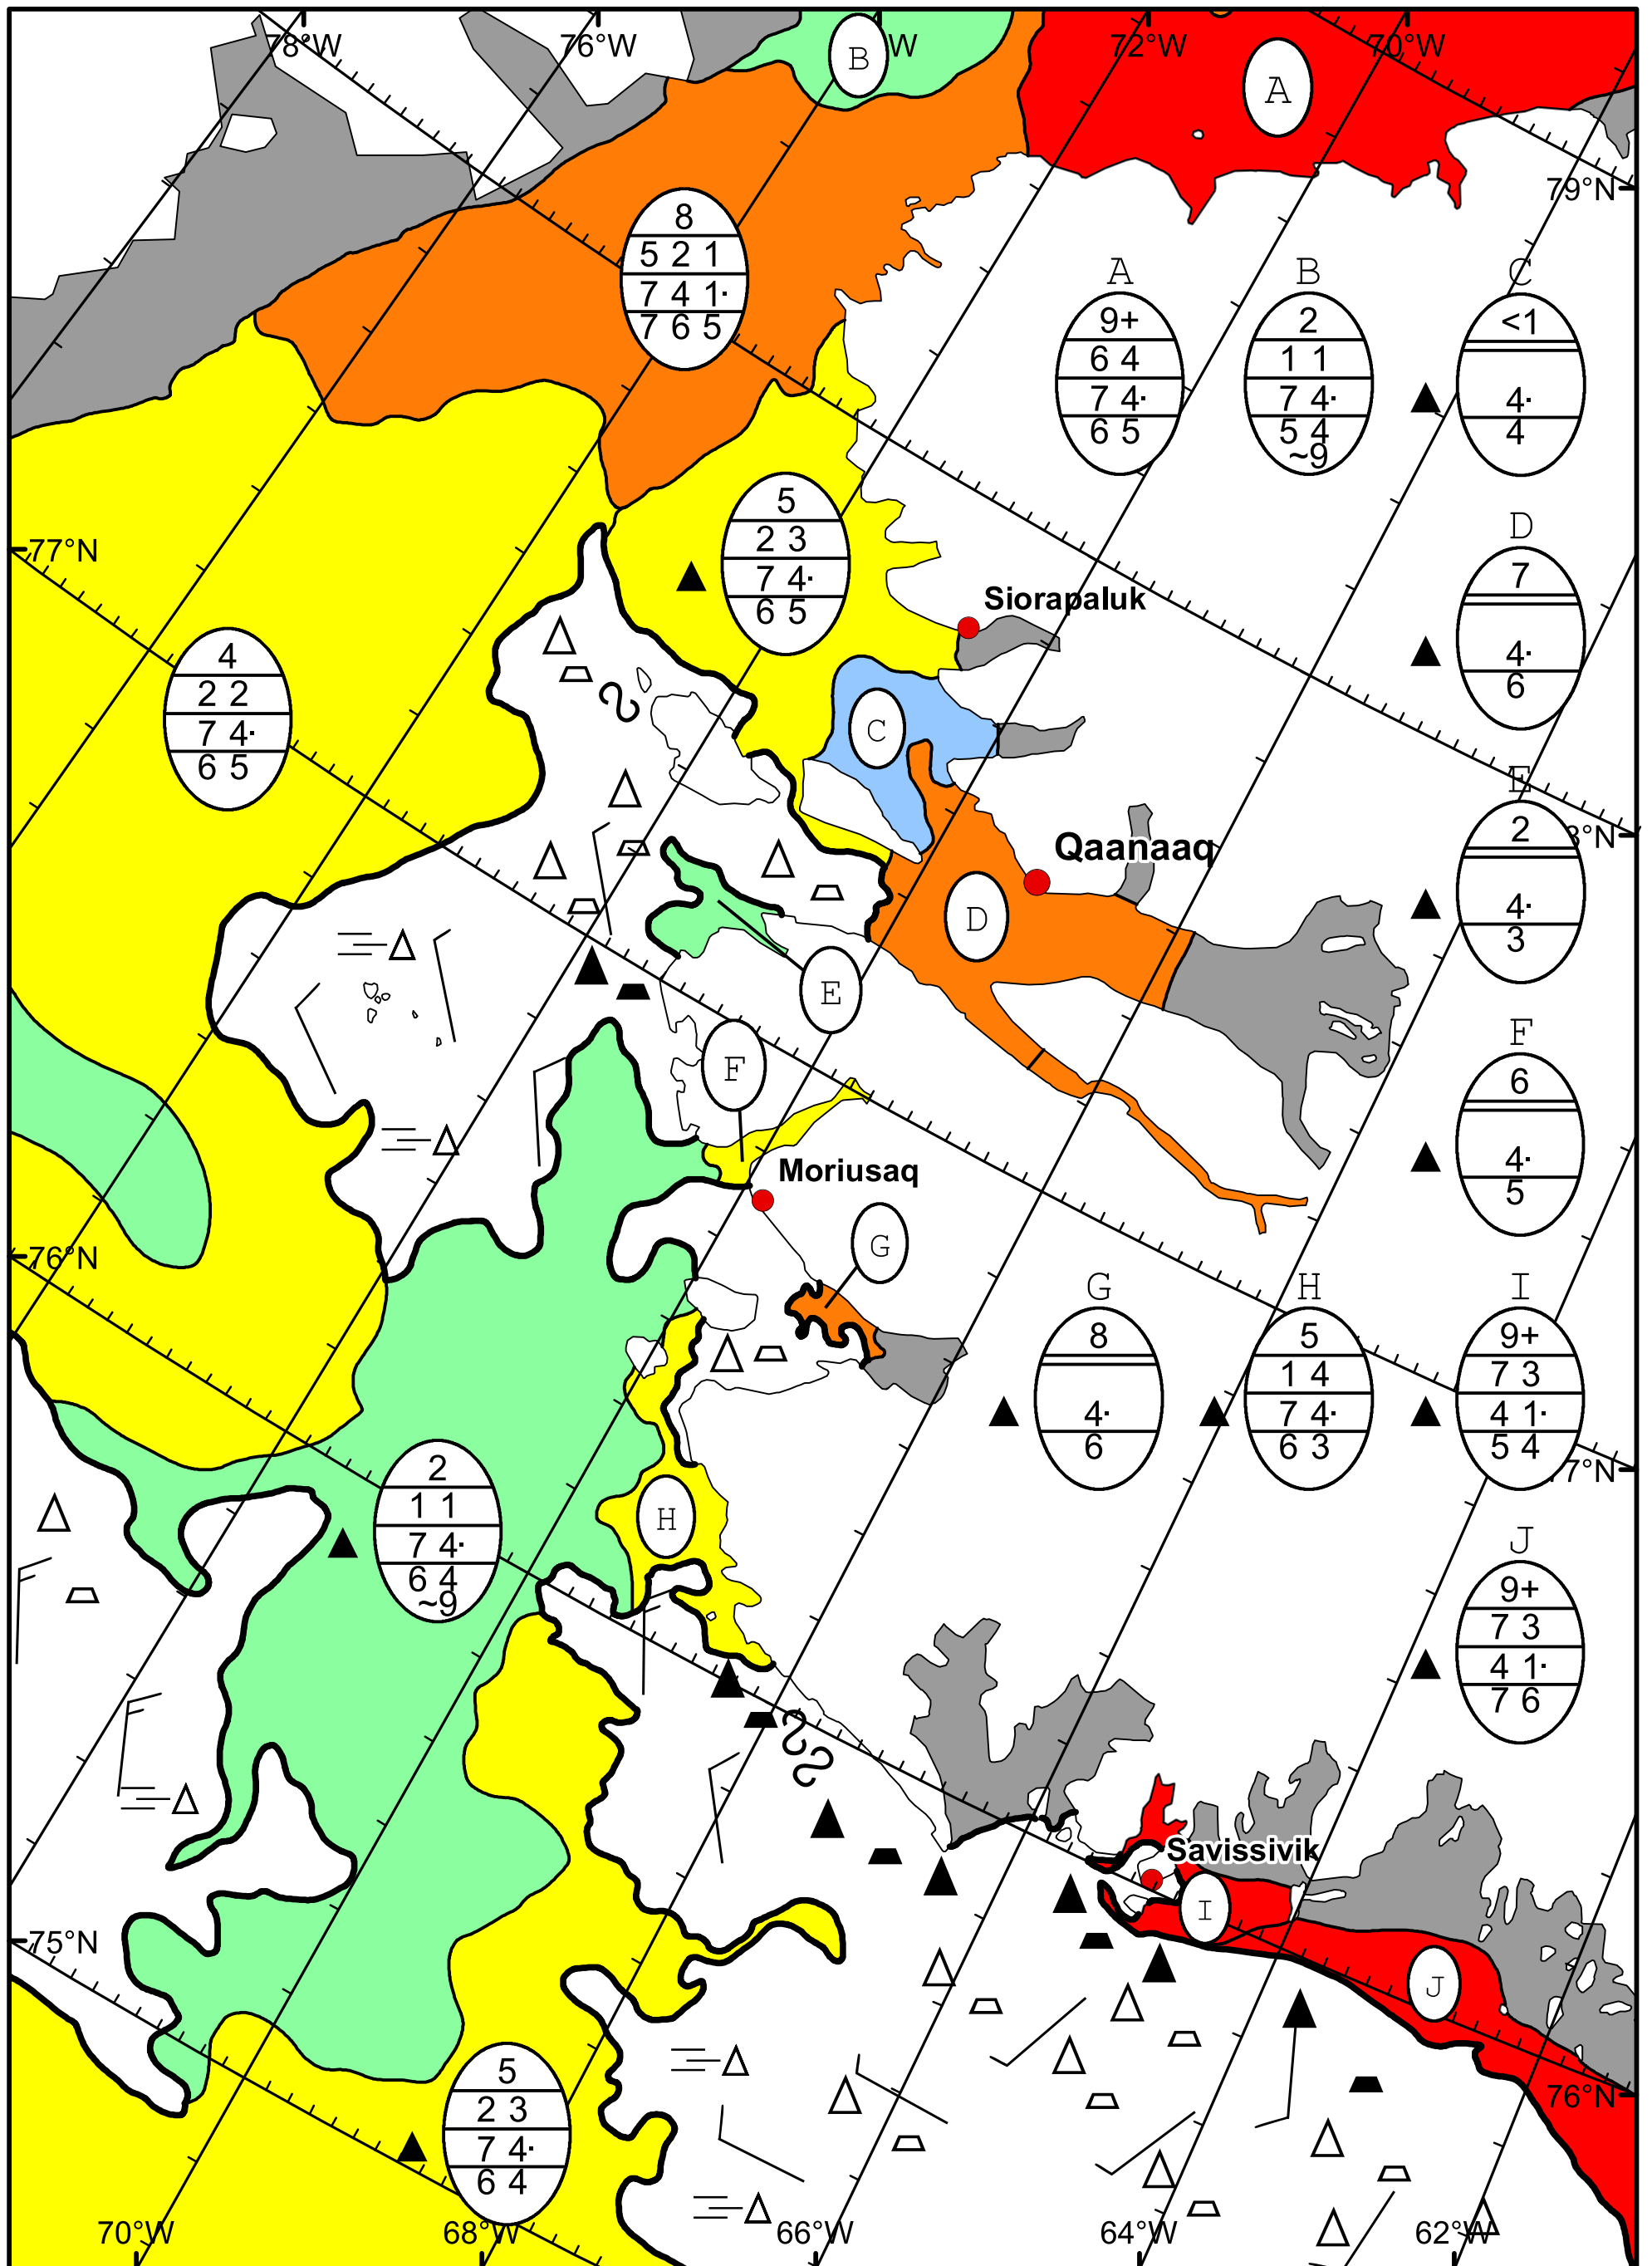 78°W
76°W
W
72°W
70°W
B
A
79°N
8
5 2 1
7 4 1·
7 6 5
A
9+
6 4
7 4·
6 5
B
2
1 1
7 4·
5 4
~9
C
<1
4·
4
77°N
5
2 3
7 4·
6 5
D
7
4·
6
Siorapaluk
4
2 2
7 4·
6 5
C
E
2
4·
3
8°N
Qaanaaq
D
E
F
F
6
4·
5
Moriusaq
G
76°N
G
8
4·
6
H
5
1 4
7 4·
6 3
I
9+
7 3
4 1·
5 4
77°N
2
1 1
7 4·
6 4
~9
H
J
9+
7 3
4 1·
7 6
Savissivik
I
75°N
J
5
2 3
7 4·
6 4
76°N
70°W
68°W
66°W
64°W
62°W